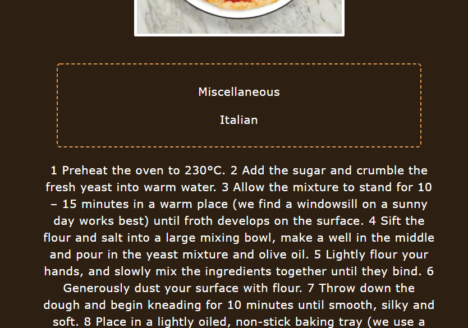 Miscellaneous
Italian
1 Preheat the oven to 230°C. 2 Add the sugar and crumble the
fresh yeast into warm water. 3 Allow the mixture to stand for 10
– 15 minutes in a warm place (we find a windowsill on a sunny
day works best) until froth develops on the surface. 4 Sift the
flour and salt into a large mixing bowl, make a well in the middle
and pour in the yeast mixture and olive oil. 5 Lightly flour your
hands, and slowly mix the ingredients together until they bind. 6
Generously dust your surface with flour. 7 Throw down the
dough and begin kneading for 10 minutes until smooth, silky and
soft. 8 Place in a lightly oiled, non-stick baking tray (we use a